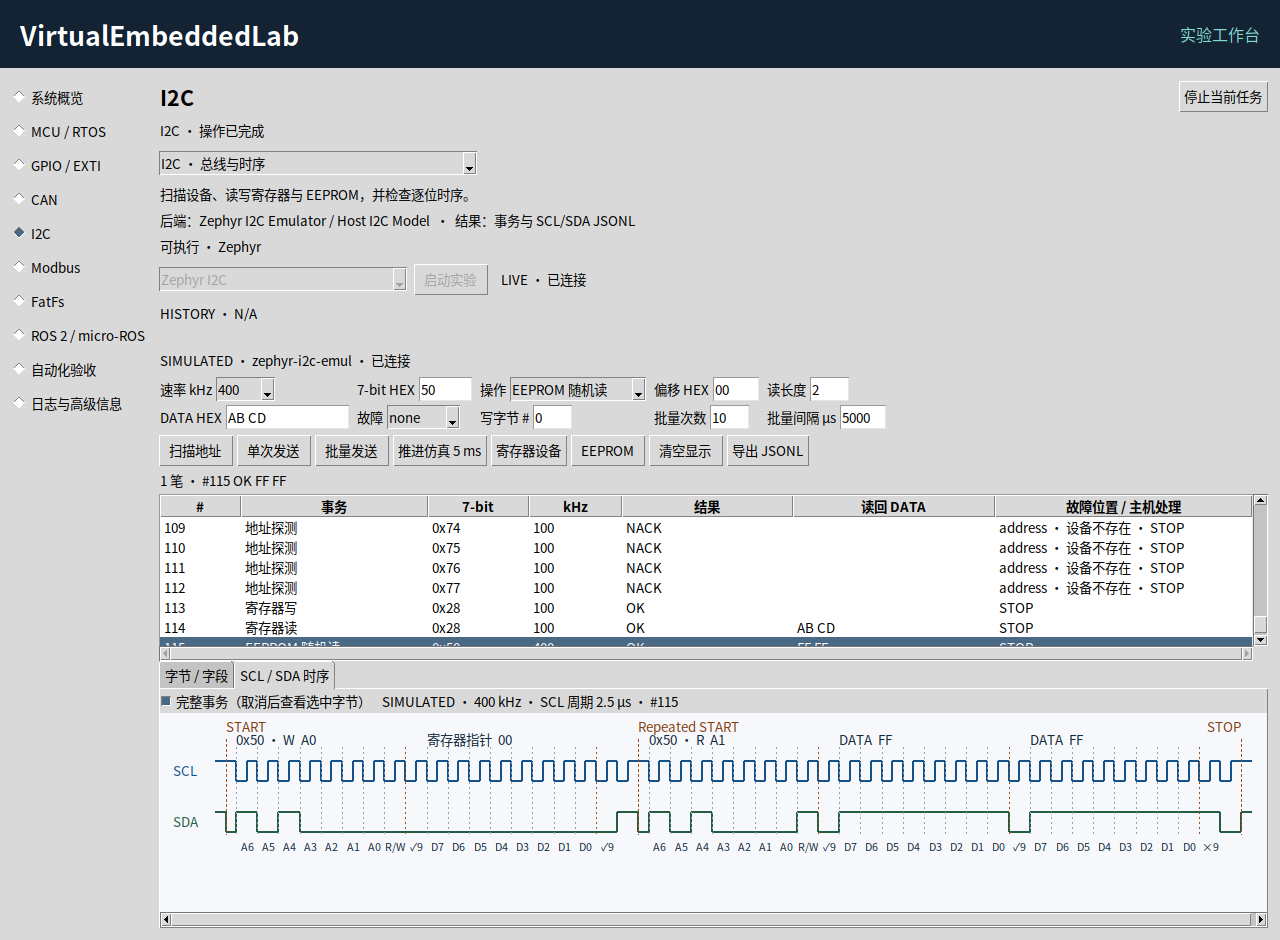 VirtualEmbeddedLab
实验工作台
系统概览
MCU / RTOS
GPIO / EXTI
CAN
I2C
Modbus
FatFs
ROS 2 / micro-ROS
自动化验收
日志与高级信息
I2C
停止当前任务
I2C · 操作已完成
I2C · 总线与时序
扫描设备、读写寄存器与 EEPROM，并检查逐位时序。
后端：Zephyr I2C Emulator / Host I2C Model · 结果：事务与 SCL/SDA JSONL
可执行 · Zephyr
Zephyr I2C 启动实验 LIVE · 已连接
HISTORY · N/A
SIMULATED · zephyr-i2c-emul · 已连接
速率 kHz 400 7-bit HEX 50 操作 EEPROM 随机读 偏移 HEX 00 读长度 2
DATA HEX AB CD 故障 none 写字节 # 0 批量次数 10 批量间隔 µs 5000
扫描地址 单次发送 批量发送 推进仿真 5 ms 寄存器设备 EEPROM 清空显示 导出 JSONL
1 笔 · #115 OK FF FF
# 事务 7-bit kHz 结果 读回 DATA 故障位置 / 主机处理
109 地址探测 0x74 100 NACK address · 设备不存在 · STOP
110 地址探测 0x75 100 NACK address · 设备不存在 · STOP
111 地址探测 0x76 100 NACK address · 设备不存在 · STOP
112 地址探测 0x77 100 NACK address · 设备不存在 · STOP
113 寄存器写 0x28 100 OK STOP
114 寄存器读 0x28 100 OK AB CD STOP
115 EEPROM 随机读 0x50 400 OK FF FF STOP
字节 / 字段 SCL / SDA 时序
完整事务（取消后查看选中字节） SIMULATED · 400 kHz · SCL 周期 2.5 µs · #115
START Repeated START STOP
0x50 · W A0 寄存器指针 00 0x50 · R A1 DATA FF DATA FF
SCL
SDA
A6 A5 A4 A3 A2 A1 A0 R/W ✓9 D7 D6 D5 D4 D3 D2 D1 D0 ✓9 A6 A5 A4 A3 A2 A1 A0 R/W ✓9 D7 D6 D5 D4 D3 D2 D1 D0 ✓9 D7 D6 D5 D4 D3 D2 D1 D0 ×9